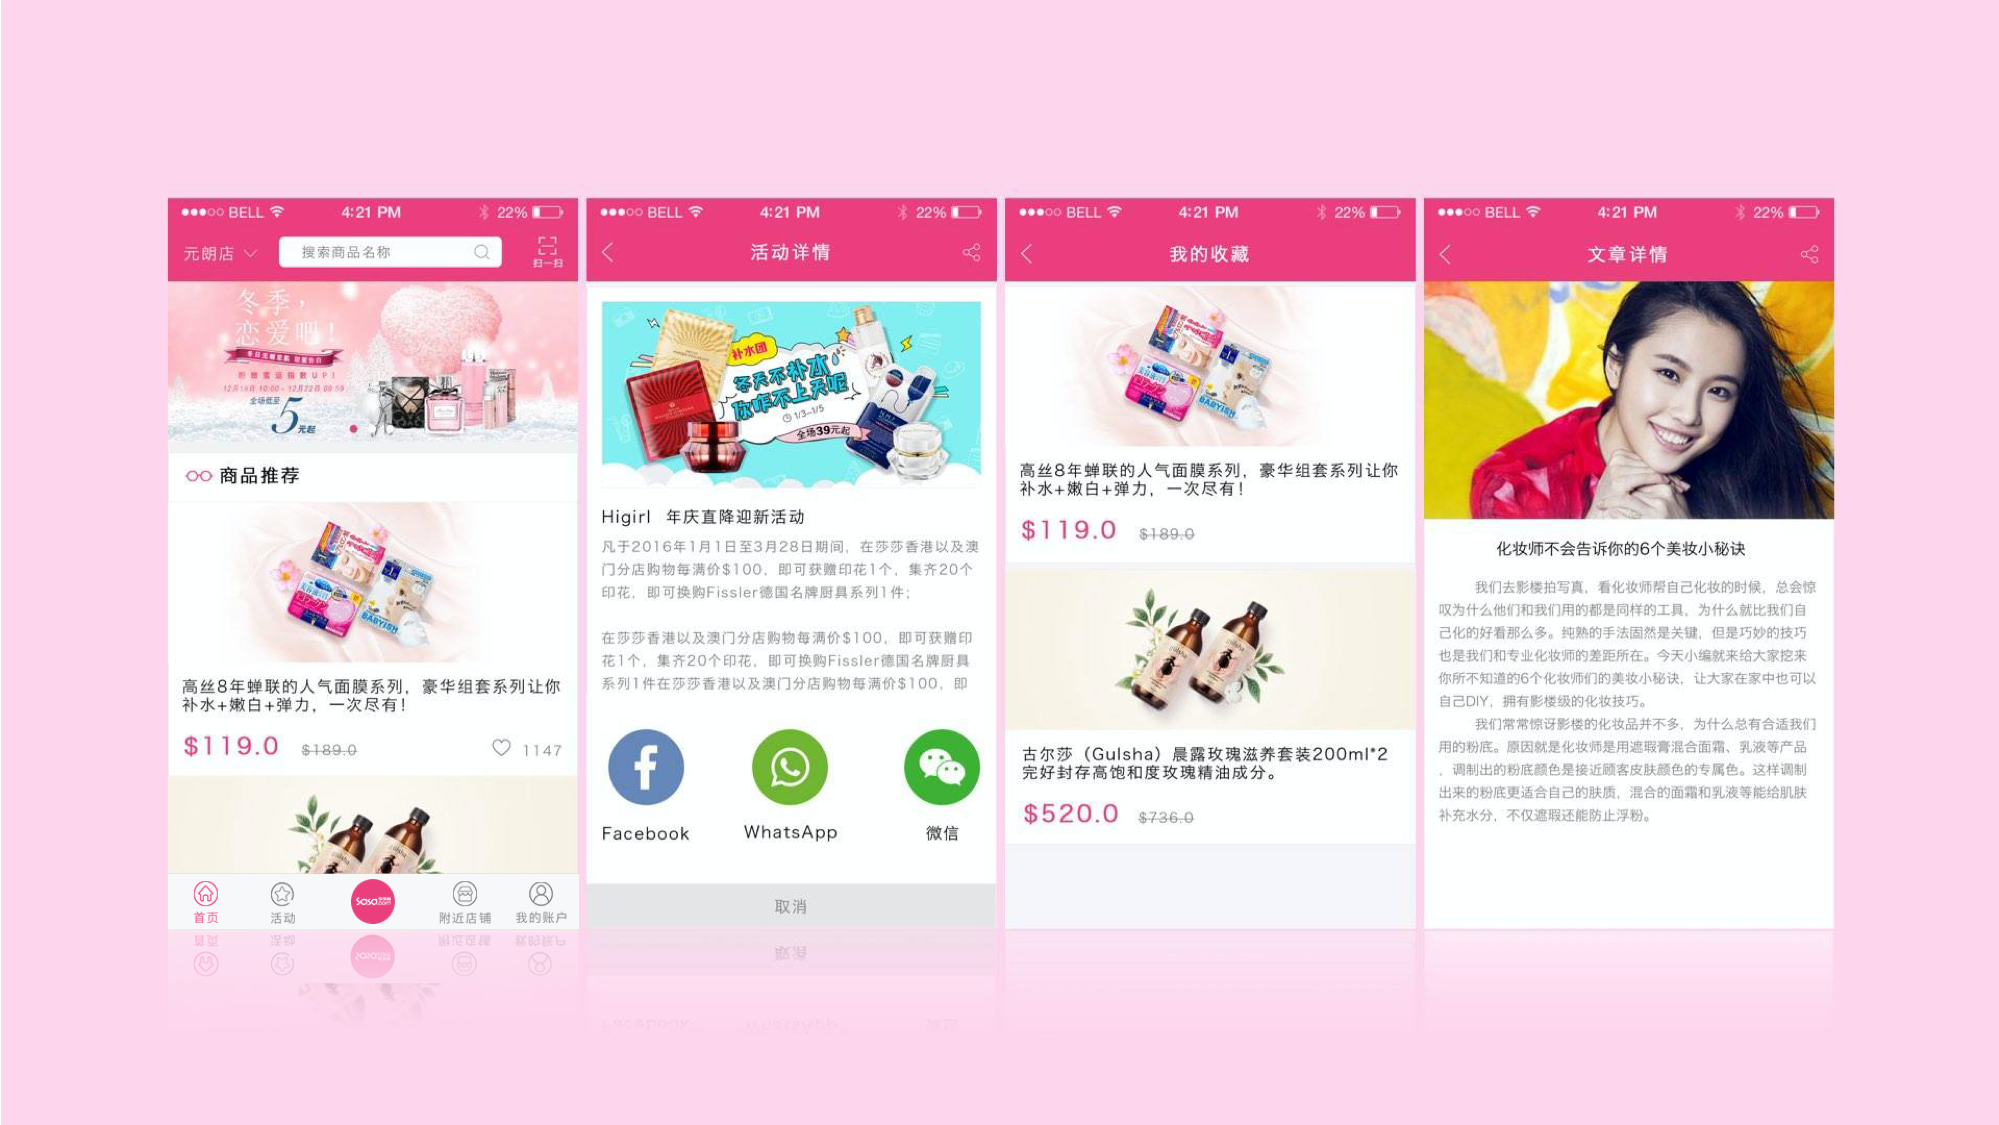 BELL 4:21 PM 22%
元朗店 搜索商品名称 扫一扫
冬季，
恋爱吧！
12月16日 10:00 - 12月22日 09:59
全场低至
5元起
商品推荐
高丝8年蝉联的人气面膜系列，豪华组套系列让你
补水+嫩白+弹力，一次尽有！
$119.0 $189.0 1147
首页 活动 sasa.com 附近店铺 我的账户
BELL 4:21 PM 22%
活动详情
补水团
冬天不补水
你咋不上天呢
1/3-1/5
全场39元起
Higirl 年庆直降迎新活动
凡于2016年1月1日至3月28日期间，在莎莎香港以及澳
门分店购物每满价$100，即可获赠印花1个，集齐20个
印花，即可换购Fissler德国名牌厨具系列1件；
在莎莎香港以及澳门分店购物每满价$100，即可获赠印
花1个，集齐20个印花，即可换购Fissler德国名牌厨具
系列1件在莎莎香港以及澳门分店购物每满价$100，即
Facebook WhatsApp 微信
取消
BELL 4:21 PM 22%
我的收藏
高丝8年蝉联的人气面膜系列，豪华组套系列让你
补水+嫩白+弹力，一次尽有！
$119.0 $189.0
古尔莎（Gulsha）晨露玫瑰滋养套装200ml*2
完好封存高饱和度玫瑰精油成分。
$520.0 $736.0
BELL 4:21 PM 22%
文章详情
化妆师不会告诉你的6个美妆小秘诀
我们去影楼拍写真，看化妆师帮自己化妆的时候，总会惊
叹为什么他们和我们用的都是同样的工具，为什么就比我们自
己化的好看那么多。纯熟的手法固然是关键，但是巧妙的技巧
也是我们和专业化妆师的差距所在。今天小编就来给大家挖来
你所不知道的6个化妆师们的美妆小秘诀，让大家在家中也可以
自己DIY，拥有影楼级的化妆技巧。
我们常常惊讶影楼的化妆品并不多，为什么总有合适我们
用的粉底。原因就是化妆师是用遮瑕膏混合面霜、乳液等产品
，调制出的粉底颜色是接近顾客皮肤颜色的专属色。这样调制
出来的粉底更适合自己的肤质，混合的面霜和乳液等能给肌肤
补充水分，不仅遮瑕还能防止浮粉。